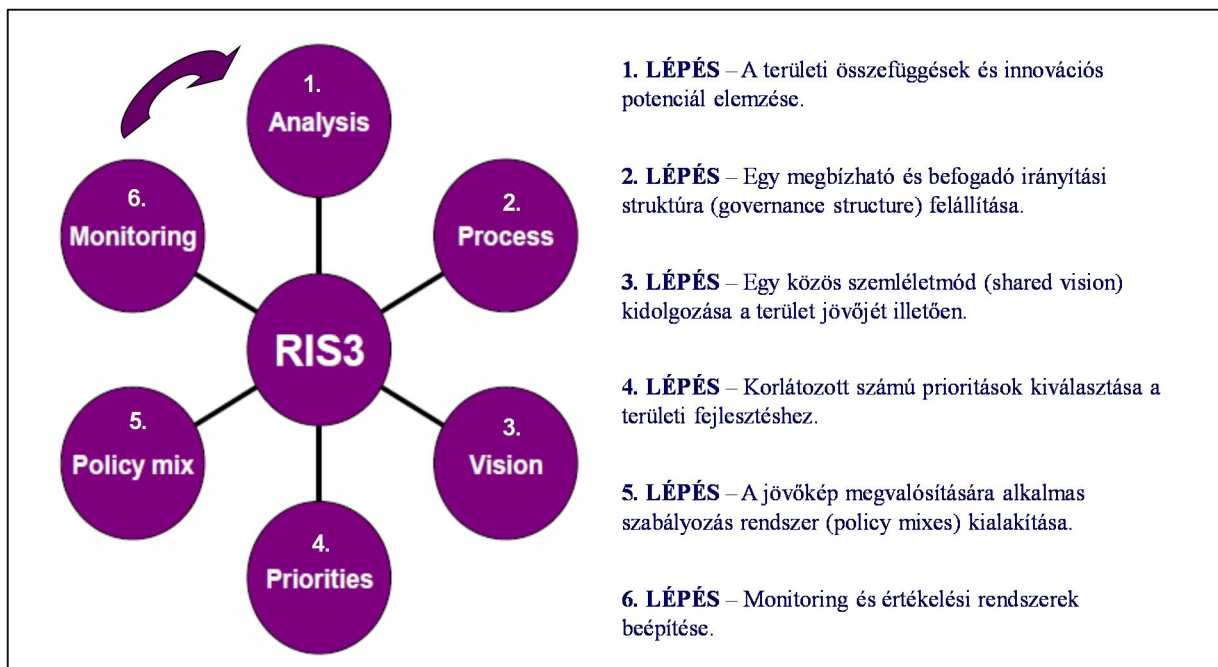 1.
Analysis
2.
Process
3.
Vision
4.
Priorities
5.
Policy mix
6.
Monitoring
RIS3
1. LÉPÉS – A területi összefüggések és innovációs
potenciál elemzése.
2. LÉPÉS – Egy megbízható és befogadó irányítási
struktúra (governance structure) felállítása.
3. LÉPÉS – Egy közös szemléletmód (shared vision)
kidolgozása a terület jövőjét illetően.
4. LÉPÉS – Korlátozott számú prioritások kiválasztása a
területi fejlesztéshez.
5. LÉPÉS – A jövőkép megvalósítására alkalmas
szabályozás rendszer (policy mixes) kialakítása.
6. LÉPÉS – Monitoring és értékelési rendszerek
beépítése.